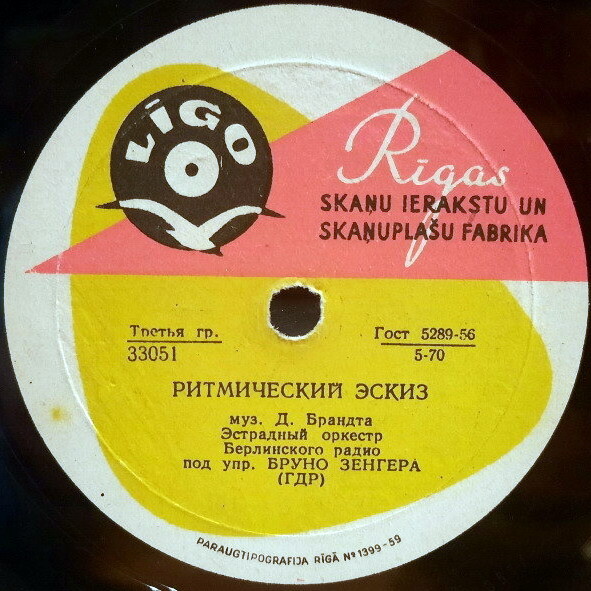 LĪGO
Rīgas
SKAŅU IERAKSTU UN
SKAŅUPLAŠU FABRIKA
Третья гр.
33051
Гост 5289-56
5-70
РИТМИЧЕСКИЙ ЭСКИЗ
муз. Д. Брандта
Эстрадный оркестр
Берлинского радио
под упр. БРУНО ЗЕНГЕРА
(ГДР)
PARAUGTIPOGRAFIJA RĪGĀ Nº 1399-59